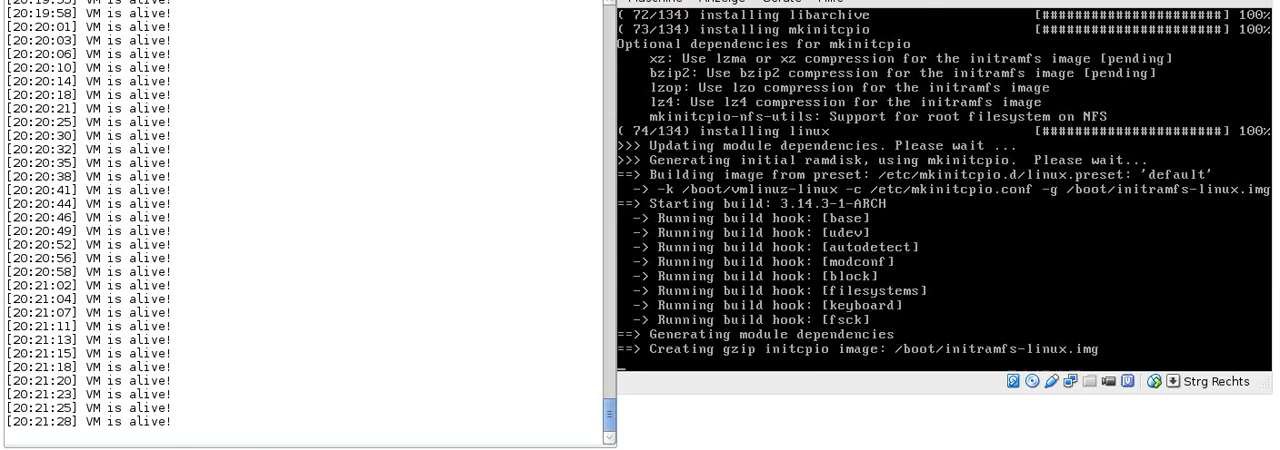 [20:19:55] VM is alive!
[20:19:58] VM is alive!
[20:20:01] VM is alive!
[20:20:03] VM is alive!
[20:20:06] VM is alive!
[20:20:10] VM is alive!
[20:20:14] VM is alive!
[20:20:18] VM is alive!
[20:20:21] VM is alive!
[20:20:25] VM is alive!
[20:20:30] VM is alive!
[20:20:32] VM is alive!
[20:20:35] VM is alive!
[20:20:38] VM is alive!
[20:20:41] VM is alive!
[20:20:44] VM is alive!
[20:20:46] VM is alive!
[20:20:49] VM is alive!
[20:20:52] VM is alive!
[20:20:56] VM is alive!
[20:20:58] VM is alive!
[20:21:02] VM is alive!
[20:21:04] VM is alive!
[20:21:07] VM is alive!
[20:21:11] VM is alive!
[20:21:13] VM is alive!
[20:21:15] VM is alive!
[20:21:18] VM is alive!
[20:21:20] VM is alive!
[20:21:23] VM is alive!
[20:21:25] VM is alive!
[20:21:28] VM is alive!
Maschine Anzeige Geräte Hilfe
( 72/134) installing libarchive [######################] 100%
( 73/134) installing mkinitcpio [######################] 100%
Optional dependencies for mkinitcpio
xz: Use lzma or xz compression for the initramfs image [pending]
bzip2: Use bzip2 compression for the initramfs image [pending]
lzop: Use lzo compression for the initramfs image
lz4: Use lz4 compression for the initramfs image
mkinitcpio-nfs-utils: Support for root filesystem on NFS
( 74/134) installing linux [######################] 100%
>>> Updating module dependencies. Please wait ...
>>> Generating initial ramdisk, using mkinitcpio. Please wait...
==> Building image from preset: /etc/mkinitcpio.d/linux.preset: 'default'
-> -k /boot/vmlinuz-linux -c /etc/mkinitcpio.conf -g /boot/initramfs-linux.img
==> Starting build: 3.14.3-1-ARCH
-> Running build hook: [base]
-> Running build hook: [udev]
-> Running build hook: [autodetect]
-> Running build hook: [modconf]
-> Running build hook: [block]
-> Running build hook: [filesystems]
-> Running build hook: [keyboard]
-> Running build hook: [fsck]
==> Generating module dependencies
==> Creating gzip initcpio image: /boot/initramfs-linux.img
_
Strg Rechts